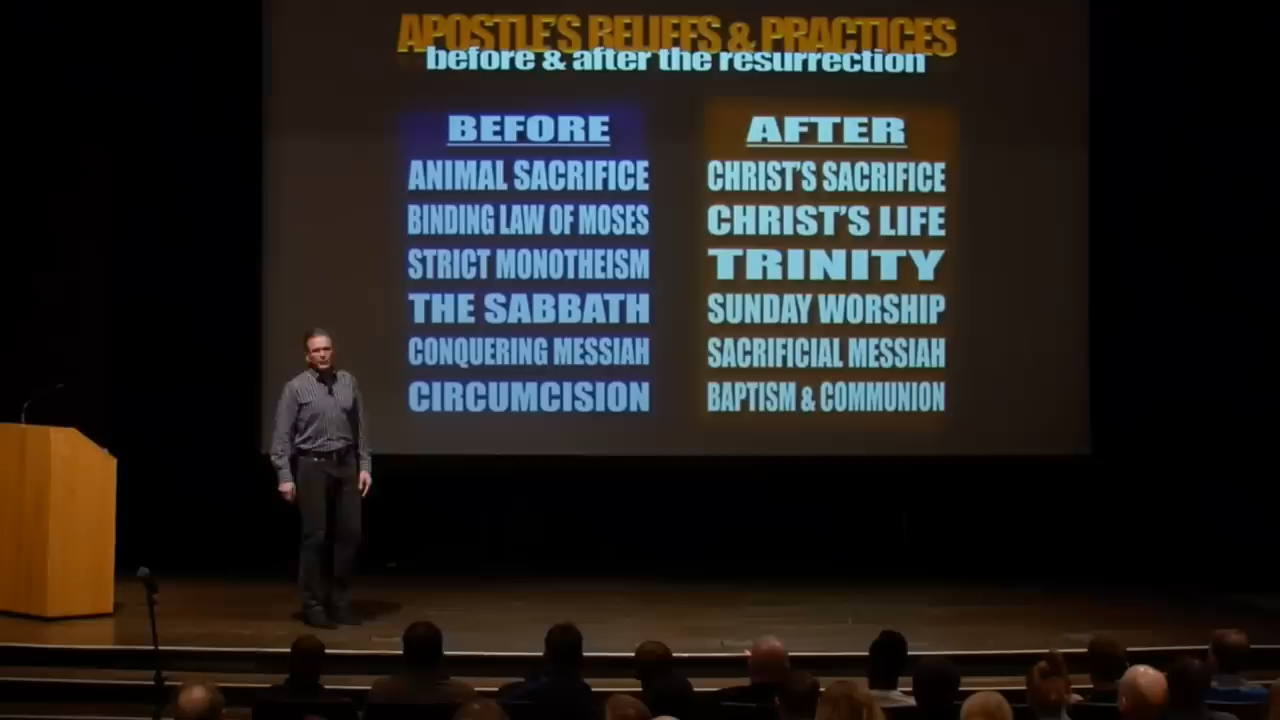 APOSTLE'S BELIEFS & PRACTICES
before & after the resurrection
BEFORE
ANIMAL SACRIFICE
BINDING LAW OF MOSES
STRICT MONOTHEISM
THE SABBATH
CONQUERING MESSIAH
CIRCUMCISION
AFTER
CHRIST'S SACRIFICE
CHRIST'S LIFE
TRINITY
SUNDAY WORSHIP
SACRIFICIAL MESSIAH
BAPTISM & COMMUNION